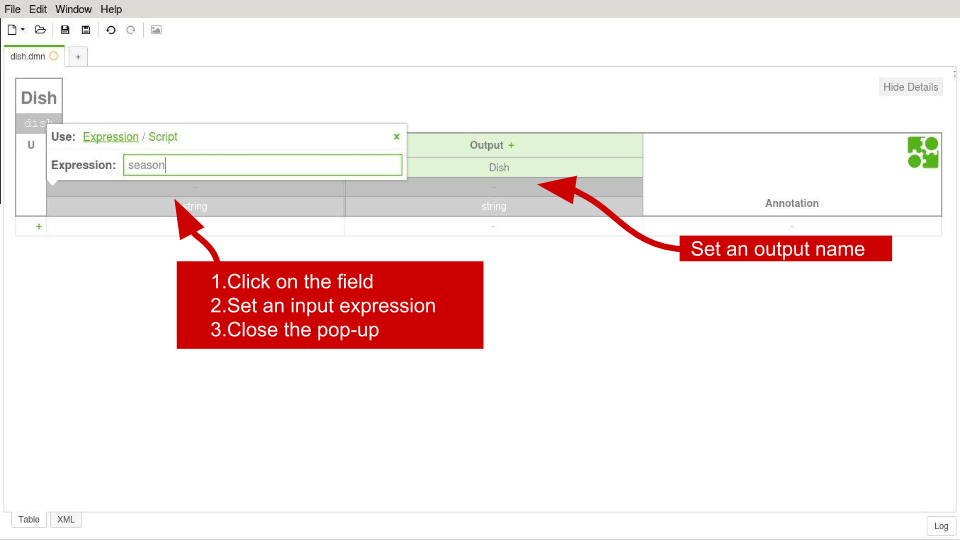 File Edit Window Help
dish.dmn
+
Hide Details
Dish
dish
U
Use: Expression / Script
×
Expression: season
Output +
Dish
-
-
string
string
Annotation
+
-
-
Set an output name
1.Click on the field
2.Set an input expression
3.Close the pop-up
Table
XML
Log